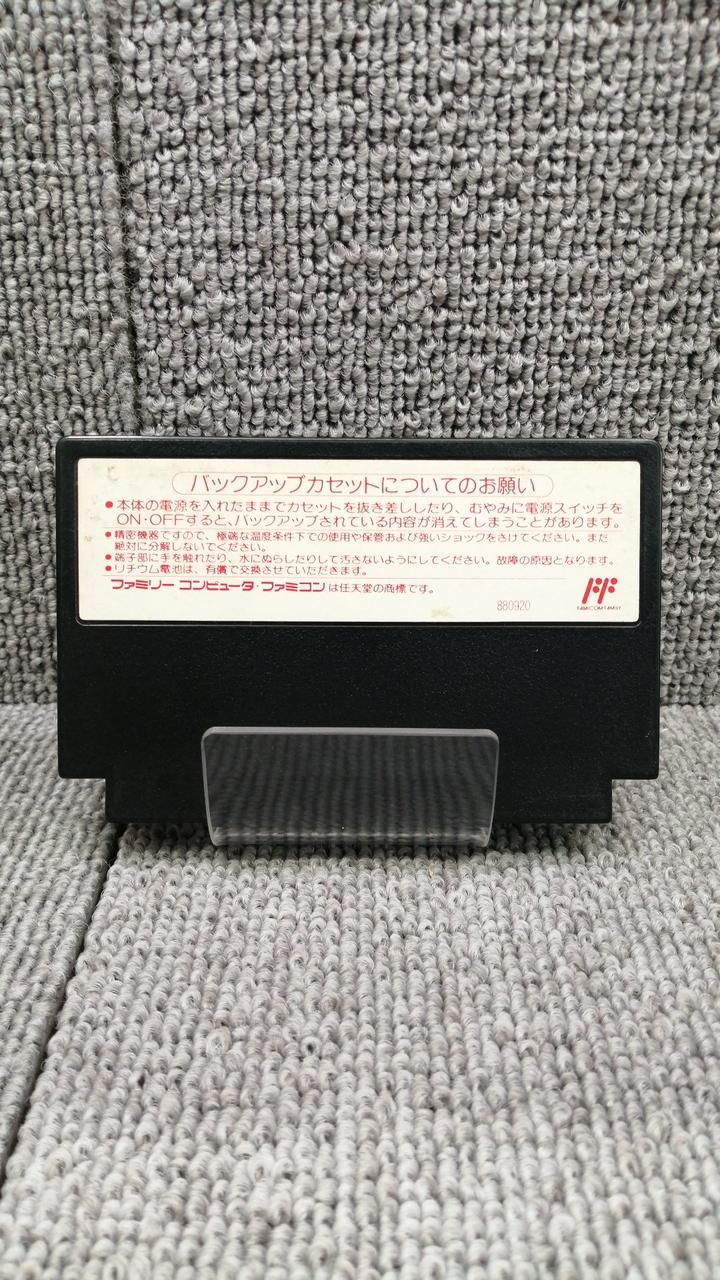 バックアップカセットについてのお願い
●本体の電源を入れたままでカセットを抜き差ししたり、むやみに電源スイッチを
ON・OFFすると、バックアップされている内容が消えてしまうことがあります。
●精密機器ですので、極端な温度条件下での使用や保管および強いショックをさけてください。また
絶対に分解しないでください。
●端子部に手を触れたり、水にぬらしたりして汚さないようにしてください。故障の原因となります。
●リチウム電池は、有償で交換させていただきます。
ファミリー コンピュータ・ファミコンは任天堂の商標です。
880920
FAMICOM FAMILY